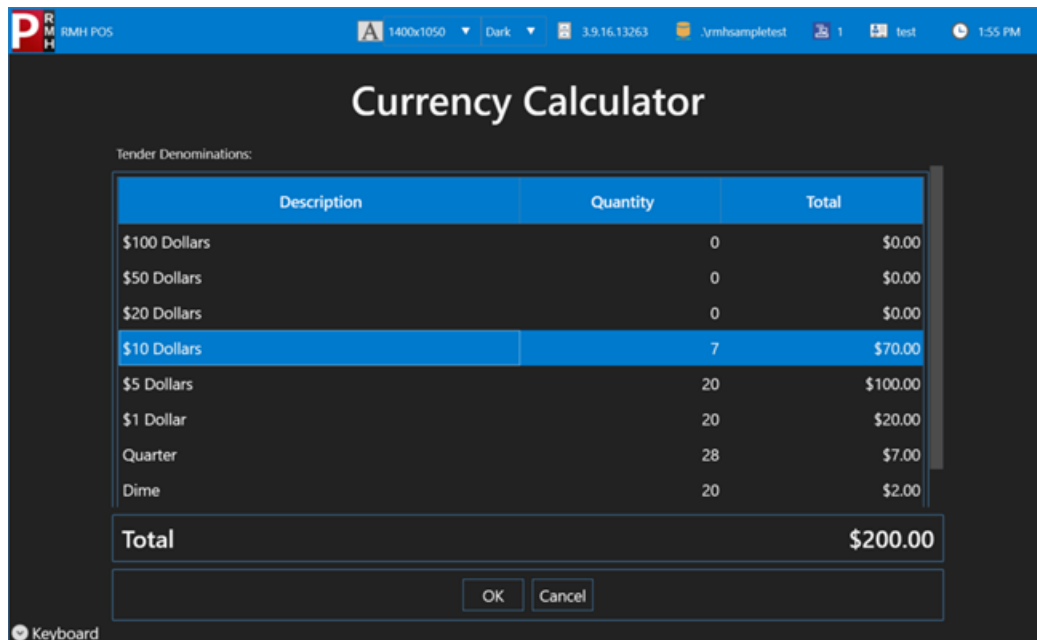 P RMH RMH POS A 1400x1050 Dark 3.9.16.13263 .\rmhsampletest 1 test 1:55 PM
Currency Calculator
Tender Denominations:
Description Quantity Total
$100 Dollars 0 $0.00
$50 Dollars 0 $0.00
$20 Dollars 0 $0.00
$10 Dollars 7 $70.00
$5 Dollars 20 $100.00
$1 Dollar 20 $20.00
Quarter 28 $7.00
Dime 20 $2.00
Total $200.00
OK Cancel
Keyboard